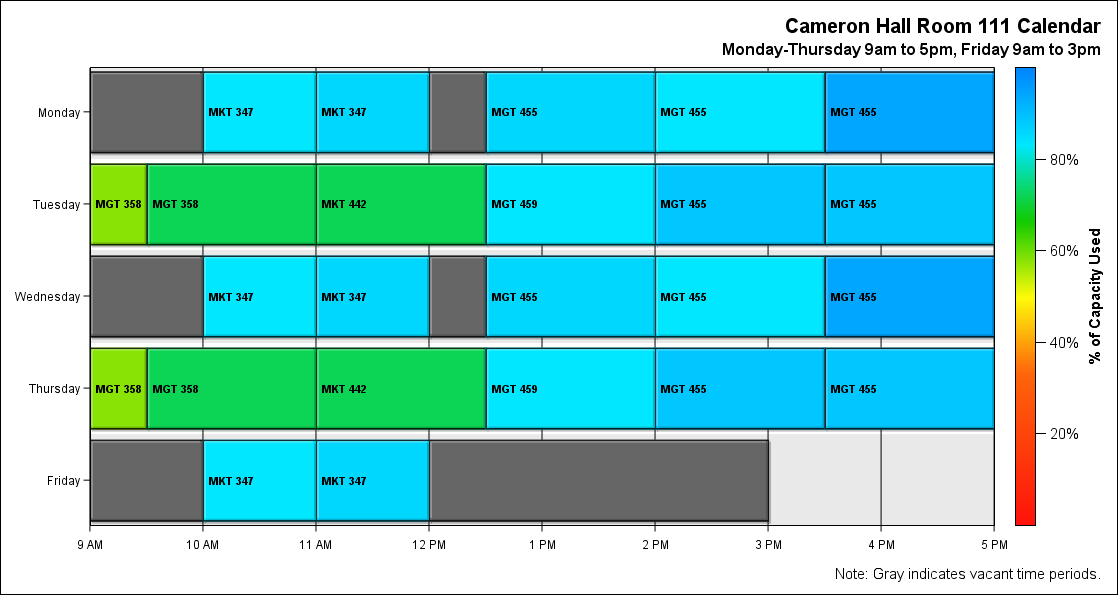 Cameron Hall Room 111 Calendar
Monday-Thursday 9am to 5pm, Friday 9am to 3pm
Monday MKT 347 MKT 347 MGT 455 MGT 455 MGT 455
80%
Tuesday MGT 358 MGT 358 MKT 442 MGT 459 MGT 455 MGT 455
60%
Wednesday MKT 347 MKT 347 MGT 455 MGT 455 MGT 455
% of Capacity Used
40%
Thursday MGT 358 MGT 358 MKT 442 MGT 459 MGT 455 MGT 455
20%
Friday MKT 347 MKT 347
9 AM 10 AM 11 AM 12 PM 1 PM 2 PM 3 PM 4 PM 5 PM
Note: Gray indicates vacant time periods.